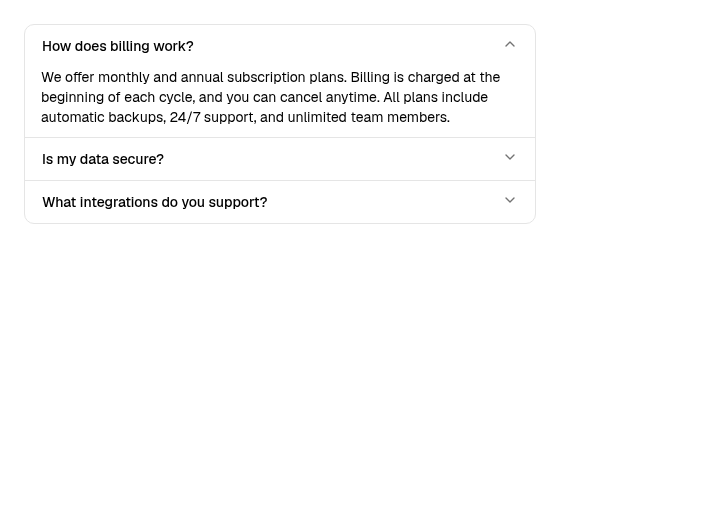 How does billing work?
We offer monthly and annual subscription plans. Billing is charged at the
beginning of each cycle, and you can cancel anytime. All plans include
automatic backups, 24/7 support, and unlimited team members.
Is my data secure?
What integrations do you support?